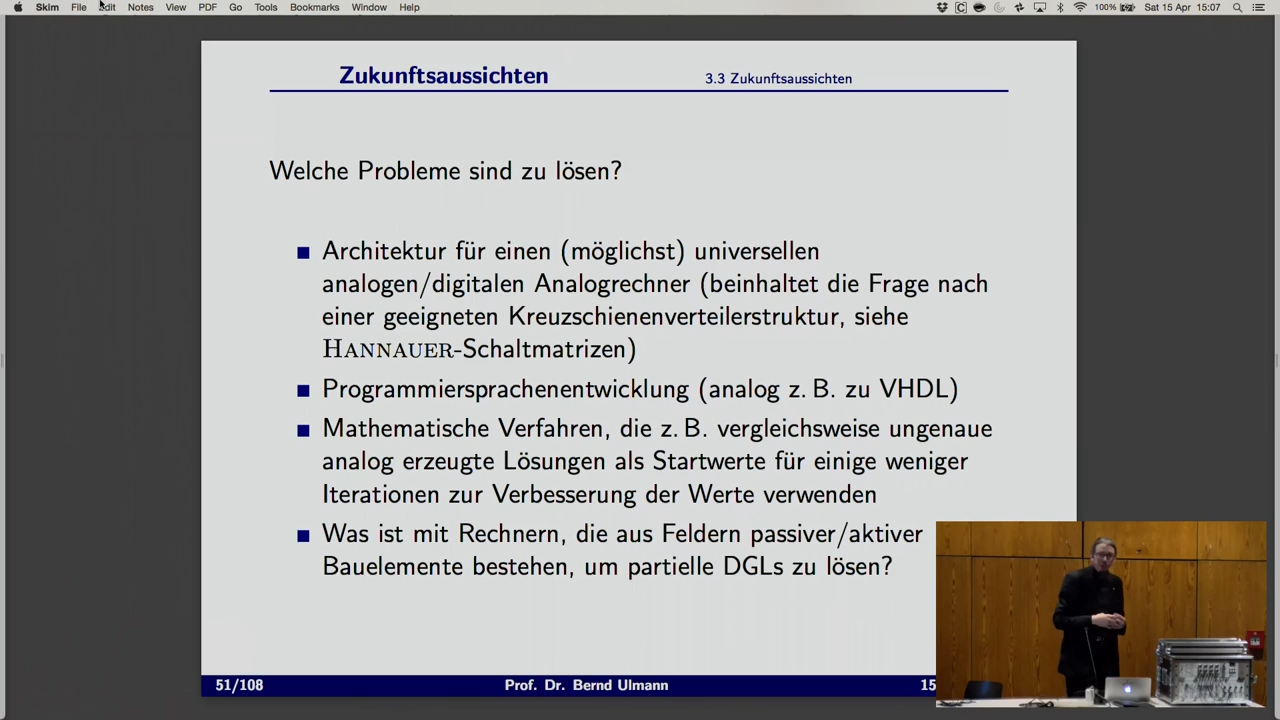 Skim File Edit Notes View PDF Go Tools Bookmarks Window Help 100% Sat 15 Apr 15:07
Zukunftsaussichten 3.3 Zukunftsaussichten
Welche Probleme sind zu lösen?
Architektur für einen (möglichst) universellen
analogen/digitalen Analogrechner (beinhaltet die Frage nach
einer geeigneten Kreuzschienenverteilerstruktur, siehe
HANNAUER-Schaltmatrizen)
Programmiersprachenentwicklung (analog z. B. zu VHDL)
Mathematische Verfahren, die z. B. vergleichsweise ungenaue
analog erzeugte Lösungen als Startwerte für einige weniger
Iterationen zur Verbesserung der Werte verwenden
Was ist mit Rechnern, die aus Feldern passiver/aktiver
Bauelemente bestehen, um partielle DGLs zu lösen?
51/108 Prof. Dr. Bernd Ulmann 15